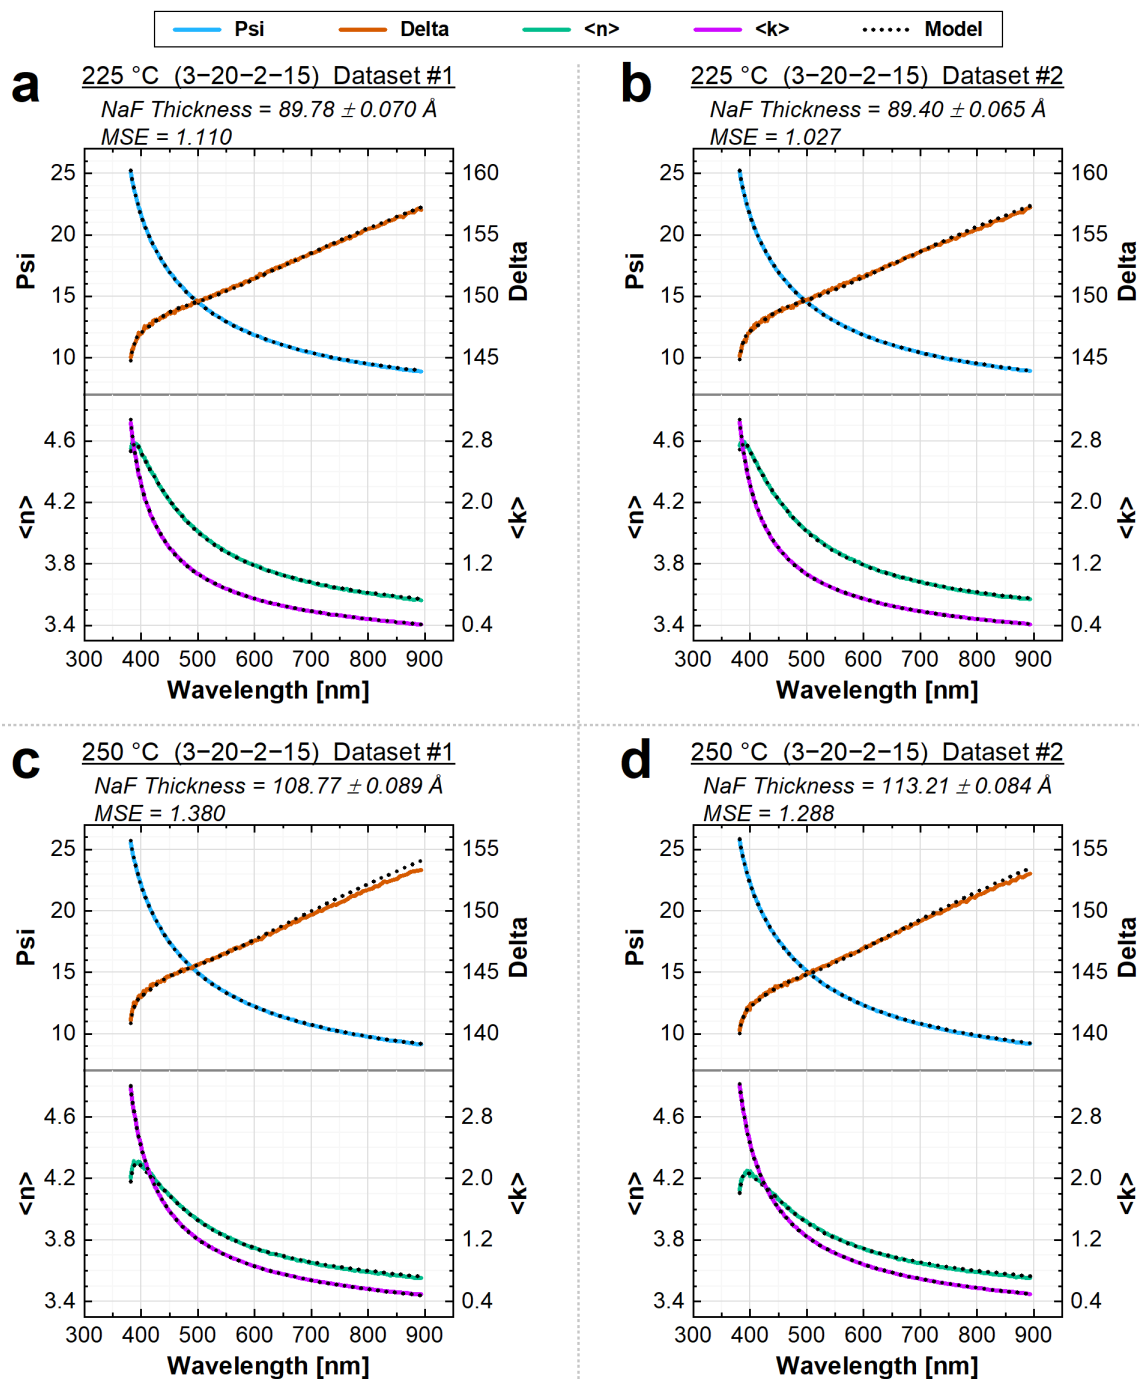 Psi Delta <n> <k> Model
a
225 °C (3−20−2−15) Dataset #1
NaF Thickness = 89.78 ± 0.070 Å
MSE = 1.110
25
20
15
10
Psi
160
155
150
145
Delta
4.6
4.2
3.8
3.4
<n>
2.8
2.0
1.2
0.4
<k>
300 400 500 600 700 800 900
Wavelength [nm]
b
225 °C (3−20−2−15) Dataset #2
NaF Thickness = 89.40 ± 0.065 Å
MSE = 1.027
25
20
15
10
Psi
160
155
150
145
Delta
4.6
4.2
3.8
3.4
<n>
2.8
2.0
1.2
0.4
<k>
300 400 500 600 700 800 900
Wavelength [nm]
c
250 °C (3−20−2−15) Dataset #1
NaF Thickness = 108.77 ± 0.089 Å
MSE = 1.380
25
20
15
10
Psi
155
150
145
140
Delta
4.6
4.2
3.8
3.4
<n>
2.8
2.0
1.2
0.4
<k>
300 400 500 600 700 800 900
Wavelength [nm]
d
250 °C (3−20−2−15) Dataset #2
NaF Thickness = 113.21 ± 0.084 Å
MSE = 1.288
25
20
15
10
Psi
155
150
145
140
Delta
4.6
4.2
3.8
3.4
<n>
2.8
2.0
1.2
0.4
<k>
300 400 500 600 700 800 900
Wavelength [nm]